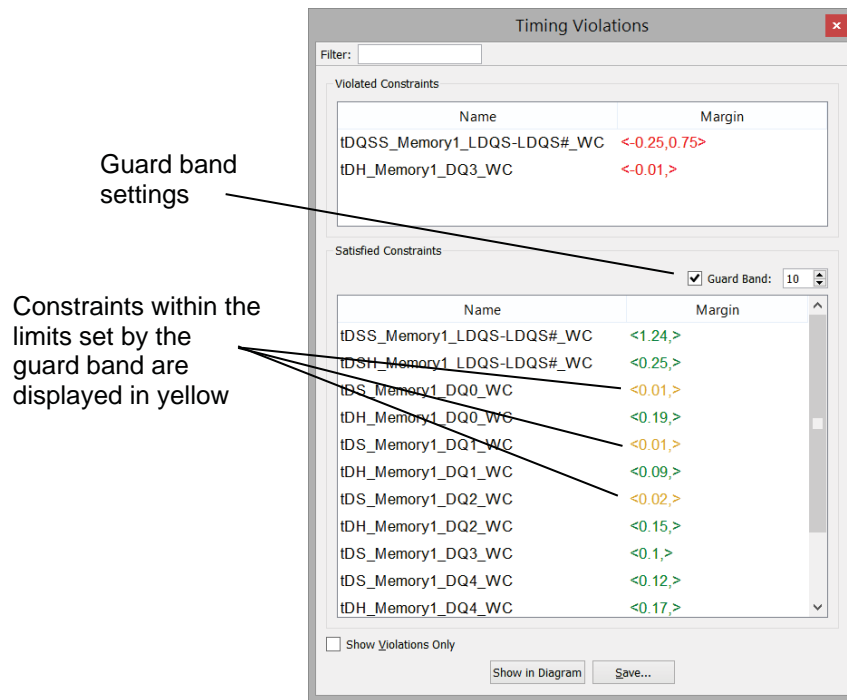 Timing Violations
Filter:
Violated Constraints
Name Margin
tDQSS_Memory1_LDQS-LDQS#_WC <-0.25,0.75>
tDH_Memory1_DQ3_WC <-0.01,>
Guard band
settings
Satisfied Constraints
Guard Band: 10
Name Margin
Constraints within the
limits set by the
guard band are
displayed in yellow
tDSS_Memory1_LDQS-LDQS#_WC <1.24,>
tDSH_Memory1_LDQS-LDQS#_WC <0.25,>
tDS_Memory1_DQ0_WC <0.01,>
tDH_Memory1_DQ0_WC <0.19,>
tDS_Memory1_DQ1_WC <0.01,>
tDH_Memory1_DQ1_WC <0.09,>
tDS_Memory1_DQ2_WC <0.02,>
tDH_Memory1_DQ2_WC <0.15,>
tDS_Memory1_DQ3_WC <0.1,>
tDS_Memory1_DQ4_WC <0.12,>
tDH_Memory1_DQ4_WC <0.17,>
Show Violations Only
Show in Diagram Save...